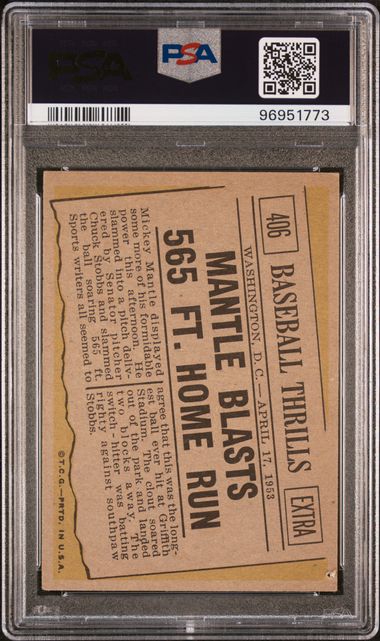 PSA
PSA
96951773
406
BASEBALL THRILLS
EXTRA
WASHINGTON, D.C.—APRIL 17, 1953
MANTLE BLASTS
565 FT. HOME RUN
Mickey Mantle displayed
some more of his formidable
power this afternoon. He
slammed into a pitch deliv-
ered by Senator pitcher
Chuck Stobbs and slammed
the ball soaring 565 ft.
Sports writers all seemed to
agree that this was the long-
est ball ever hit at Griffith
Stadium. The clout soared
out of the park and landed
two blocks away. The
switch-hitter was batting
righty against southpaw
Stobbs.
©T.C.G.—PRTD. IN U.S.A.